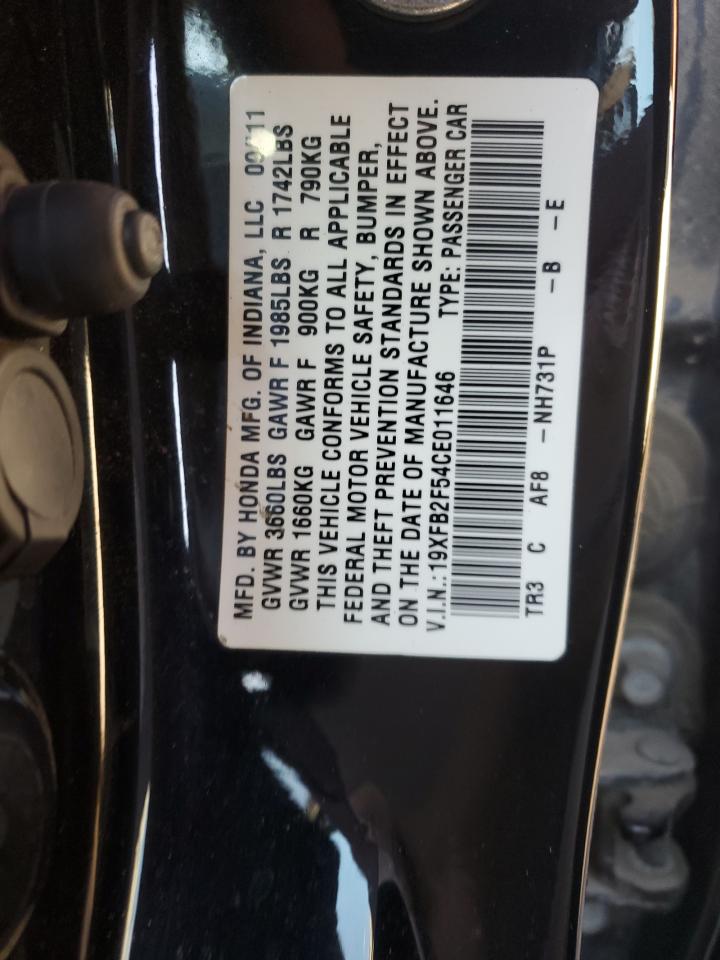 MFD. BY HONDA MFG. OF INDIANA, LLC
GVWR 3660LBS GAWR F 1985LBS R 1742LBS
GVWR 1660KG GAWR F 900KG R 790KG
THIS VEHICLE CONFORMS TO ALL APPLICABLE
FEDERAL MOTOR VEHICLE SAFETY, BUMPER,
AND THEFT PREVENTION STANDARDS IN EFFECT
ON THE DATE OF MANUFACTURE SHOWN ABOVE.
V.I.N.:19XFB2F54CE011646 TYPE: PASSENGER CAR
TR3 C AF8 -NH731P -B -E